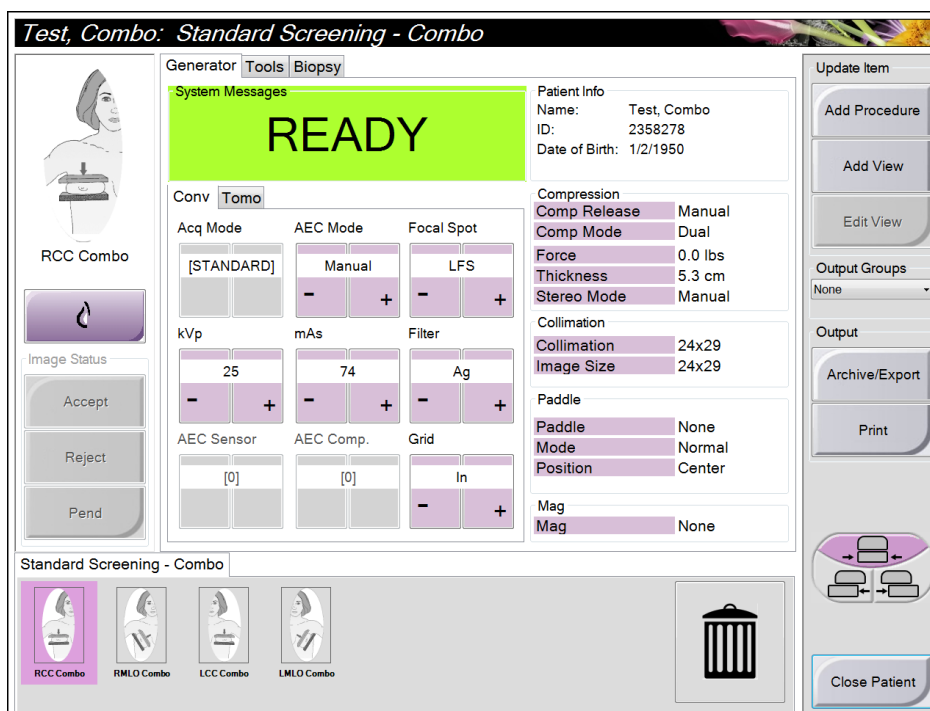 Test, Combo: Standard Screening - Combo
RCC Combo
Image Status
Accept
Reject
Pend
Generator Tools Biopsy
System Messages
READY
Conv Tomo
Acq Mode AEC Mode Focal Spot
[STANDARD] Manual LFS
- + - +
kVp mAs Filter
25 74 Ag
- + - + - +
AEC Sensor AEC Comp. Grid
[0] [0] In
- +
Patient Info
Name: Test, Combo
ID: 2358278
Date of Birth: 1/2/1950
Compression
Comp Release Manual
Comp Mode Dual
Force 0.0 lbs
Thickness 5.3 cm
Stereo Mode Manual
Collimation
Collimation 24x29
Image Size 24x29
Paddle
Paddle None
Mode Normal
Position Center
Mag
Mag None
Update Item
Add Procedure
Add View
Edit View
Output Groups
None
Output
Archive/Export
Print
Close Patient
Standard Screening - Combo
RCC Combo RMLO Combo LCC Combo LMLO Combo